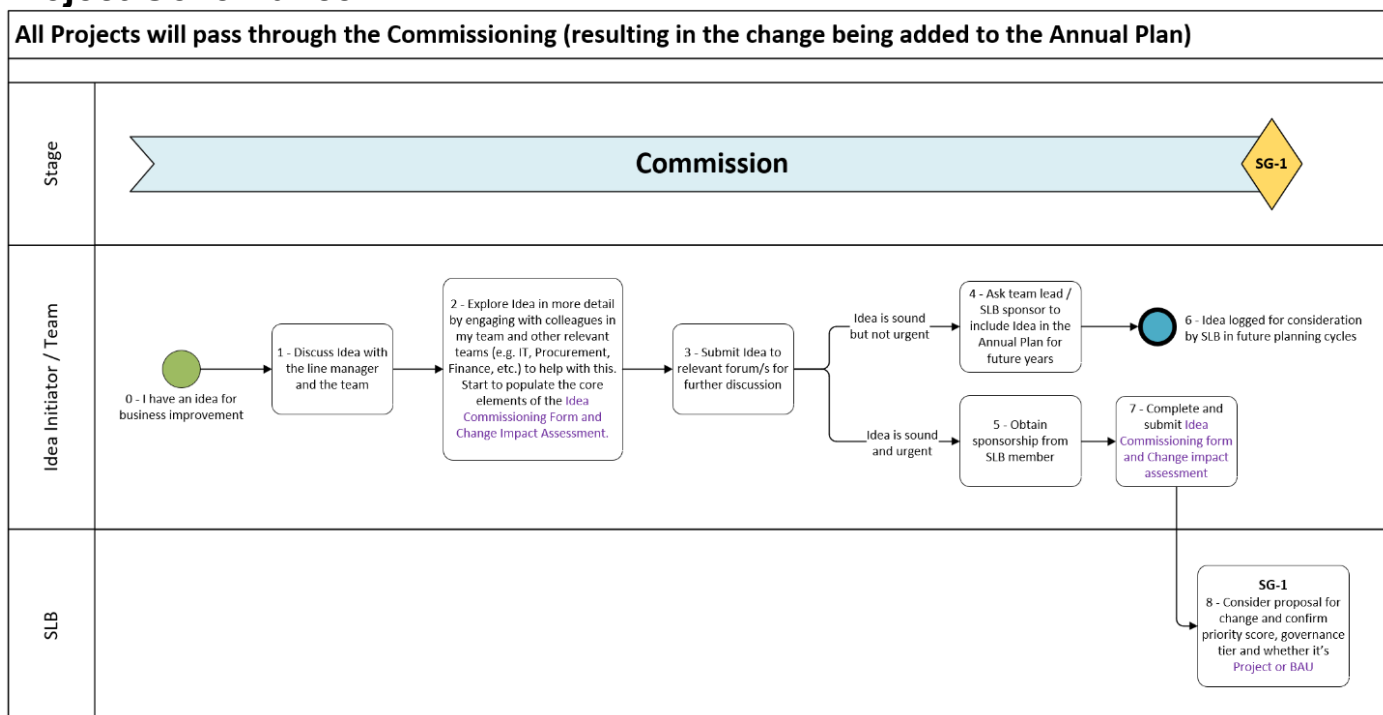 All Projects will pass through the Commissioning (resulting in the change being added to the Annual Plan)
Stage
Commission
SG-1
Idea Initiator / Team
0 - I have an idea for
business improvement
1 - Discuss Idea with
the line manager
and the team
2 - Explore Idea in more detail
by engaging with colleagues in
my team and other relevant
teams (e.g. IT, Procurement,
Finance, etc.) to help with this.
Start to populate the core
elements of the Idea
Commissioning Form and
Change Impact Assessment.
3 - Submit Idea to
relevant forum/s for
further discussion
Idea is sound
but not urgent
4 - Ask team lead /
SLB sponsor to
include Idea in the
Annual Plan for
future years
6 - Idea logged for consideration
by SLB in future planning cycles
Idea is sound
and urgent
5 - Obtain
sponsorship from
SLB member
7 - Complete and
submit Idea
Commissioning form
and Change impact
assessment
SLB
SG-1
8 - Consider proposal for
change and confirm
priority score, governance
tier and whether it's
Project or BAU